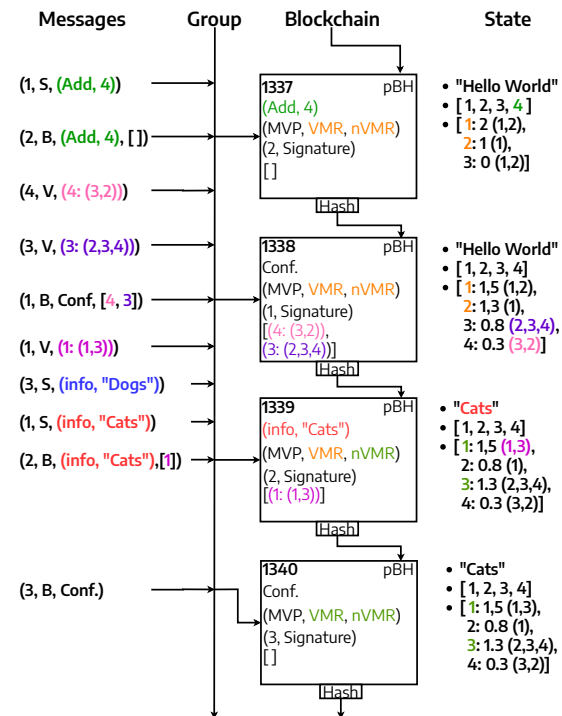 Messages Group Blockchain State
(1, S, (Add, 4))
(2, B, (Add, 4), [ ])
(4, V, (4: (3,2)))
(3, V, (3: (2,3,4)))
(1, B, Conf, [4, 3])
(1, V, (1: (1,3)))
(3, S, (info, "Dogs"))
(1, S, (info, "Cats"))
(2, B, (info, "Cats"),[1])
(3, B, Conf.)
1337 pBH
(Add, 4)
(MVP, VMR, nVMR)
(2, Signature)
[ ]
Hash
1338 pBH
Conf.
(MVP, VMR, nVMR)
(1, Signature)
[(4: (3,2)),
(3: (2,3,4))]
Hash
1339 pBH
(info, "Cats")
(MVP, VMR, nVMR)
(2, Signature)
[(1: (1,3))]
Hash
1340 pBH
Conf.
(MVP, VMR, nVMR)
(3, Signature)
[ ]
Hash
• "Hello World"
• [ 1, 2, 3, 4 ]
• [ 1: 2 (1,2),
2: 1 (1),
3: 0 (1,2)]
• "Hello World"
• [ 1, 2, 3, 4]
• [ 1: 1,5 (1,2),
2: 1,3 (1),
3: 0.8 (2,3,4),
4: 0.3 (3,2)]
• "Cats"
• [ 1, 2, 3, 4]
• [ 1: 1,5 (1,3),
2: 0.8 (1),
3: 1.3 (2,3,4),
4: 0.3 (3,2)]
• "Cats"
• [ 1, 2, 3, 4]
• [ 1: 1,5 (1,3),
2: 0.8 (1),
3: 1.3 (2,3,4),
4: 0.3 (3,2)]